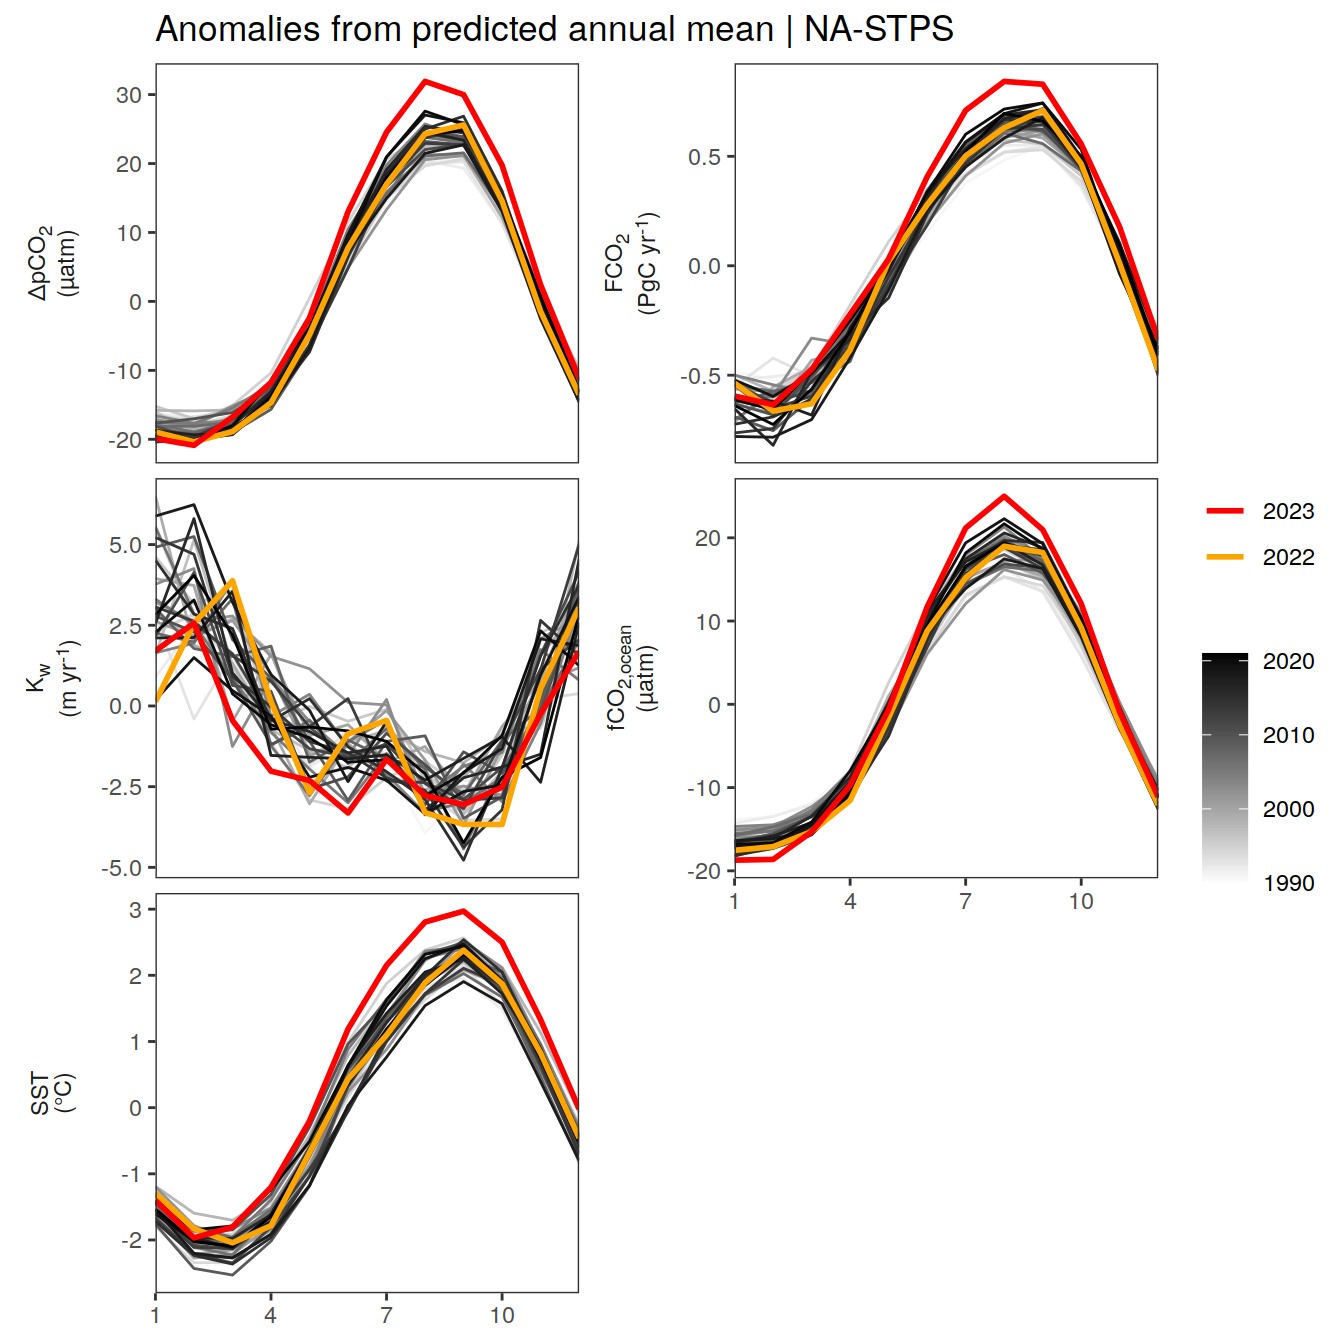 Anomalies from predicted annual mean | NA-STPS
ΔpCO₂
(µatm)
30
20
10
0
-10
-20
FCO₂
(PgC yr⁻¹)
0.5
0.0
-0.5
Kw
(m yr⁻¹)
5.0
2.5
0.0
-2.5
-5.0
fCO₂,ocean
(µatm)
20
10
0
-10
-20
1 4 7 10
SST
(°C)
3
2
1
0
-1
-2
1 4 7 10
2023
2022
2020
2010
2000
1990